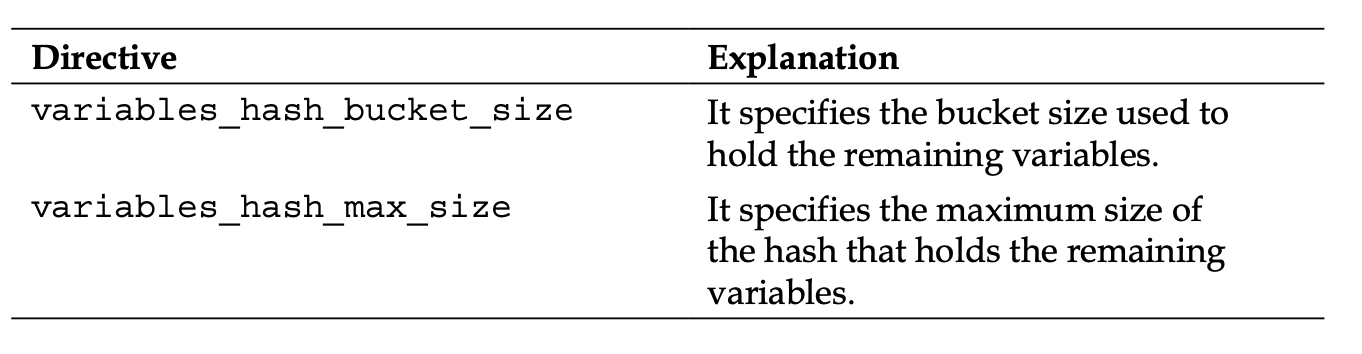 Directive Explanation
variables_hash_bucket_size It specifies the bucket size used to
hold the remaining variables.
variables_hash_max_size It specifies the maximum size of
the hash that holds the remaining
variables.